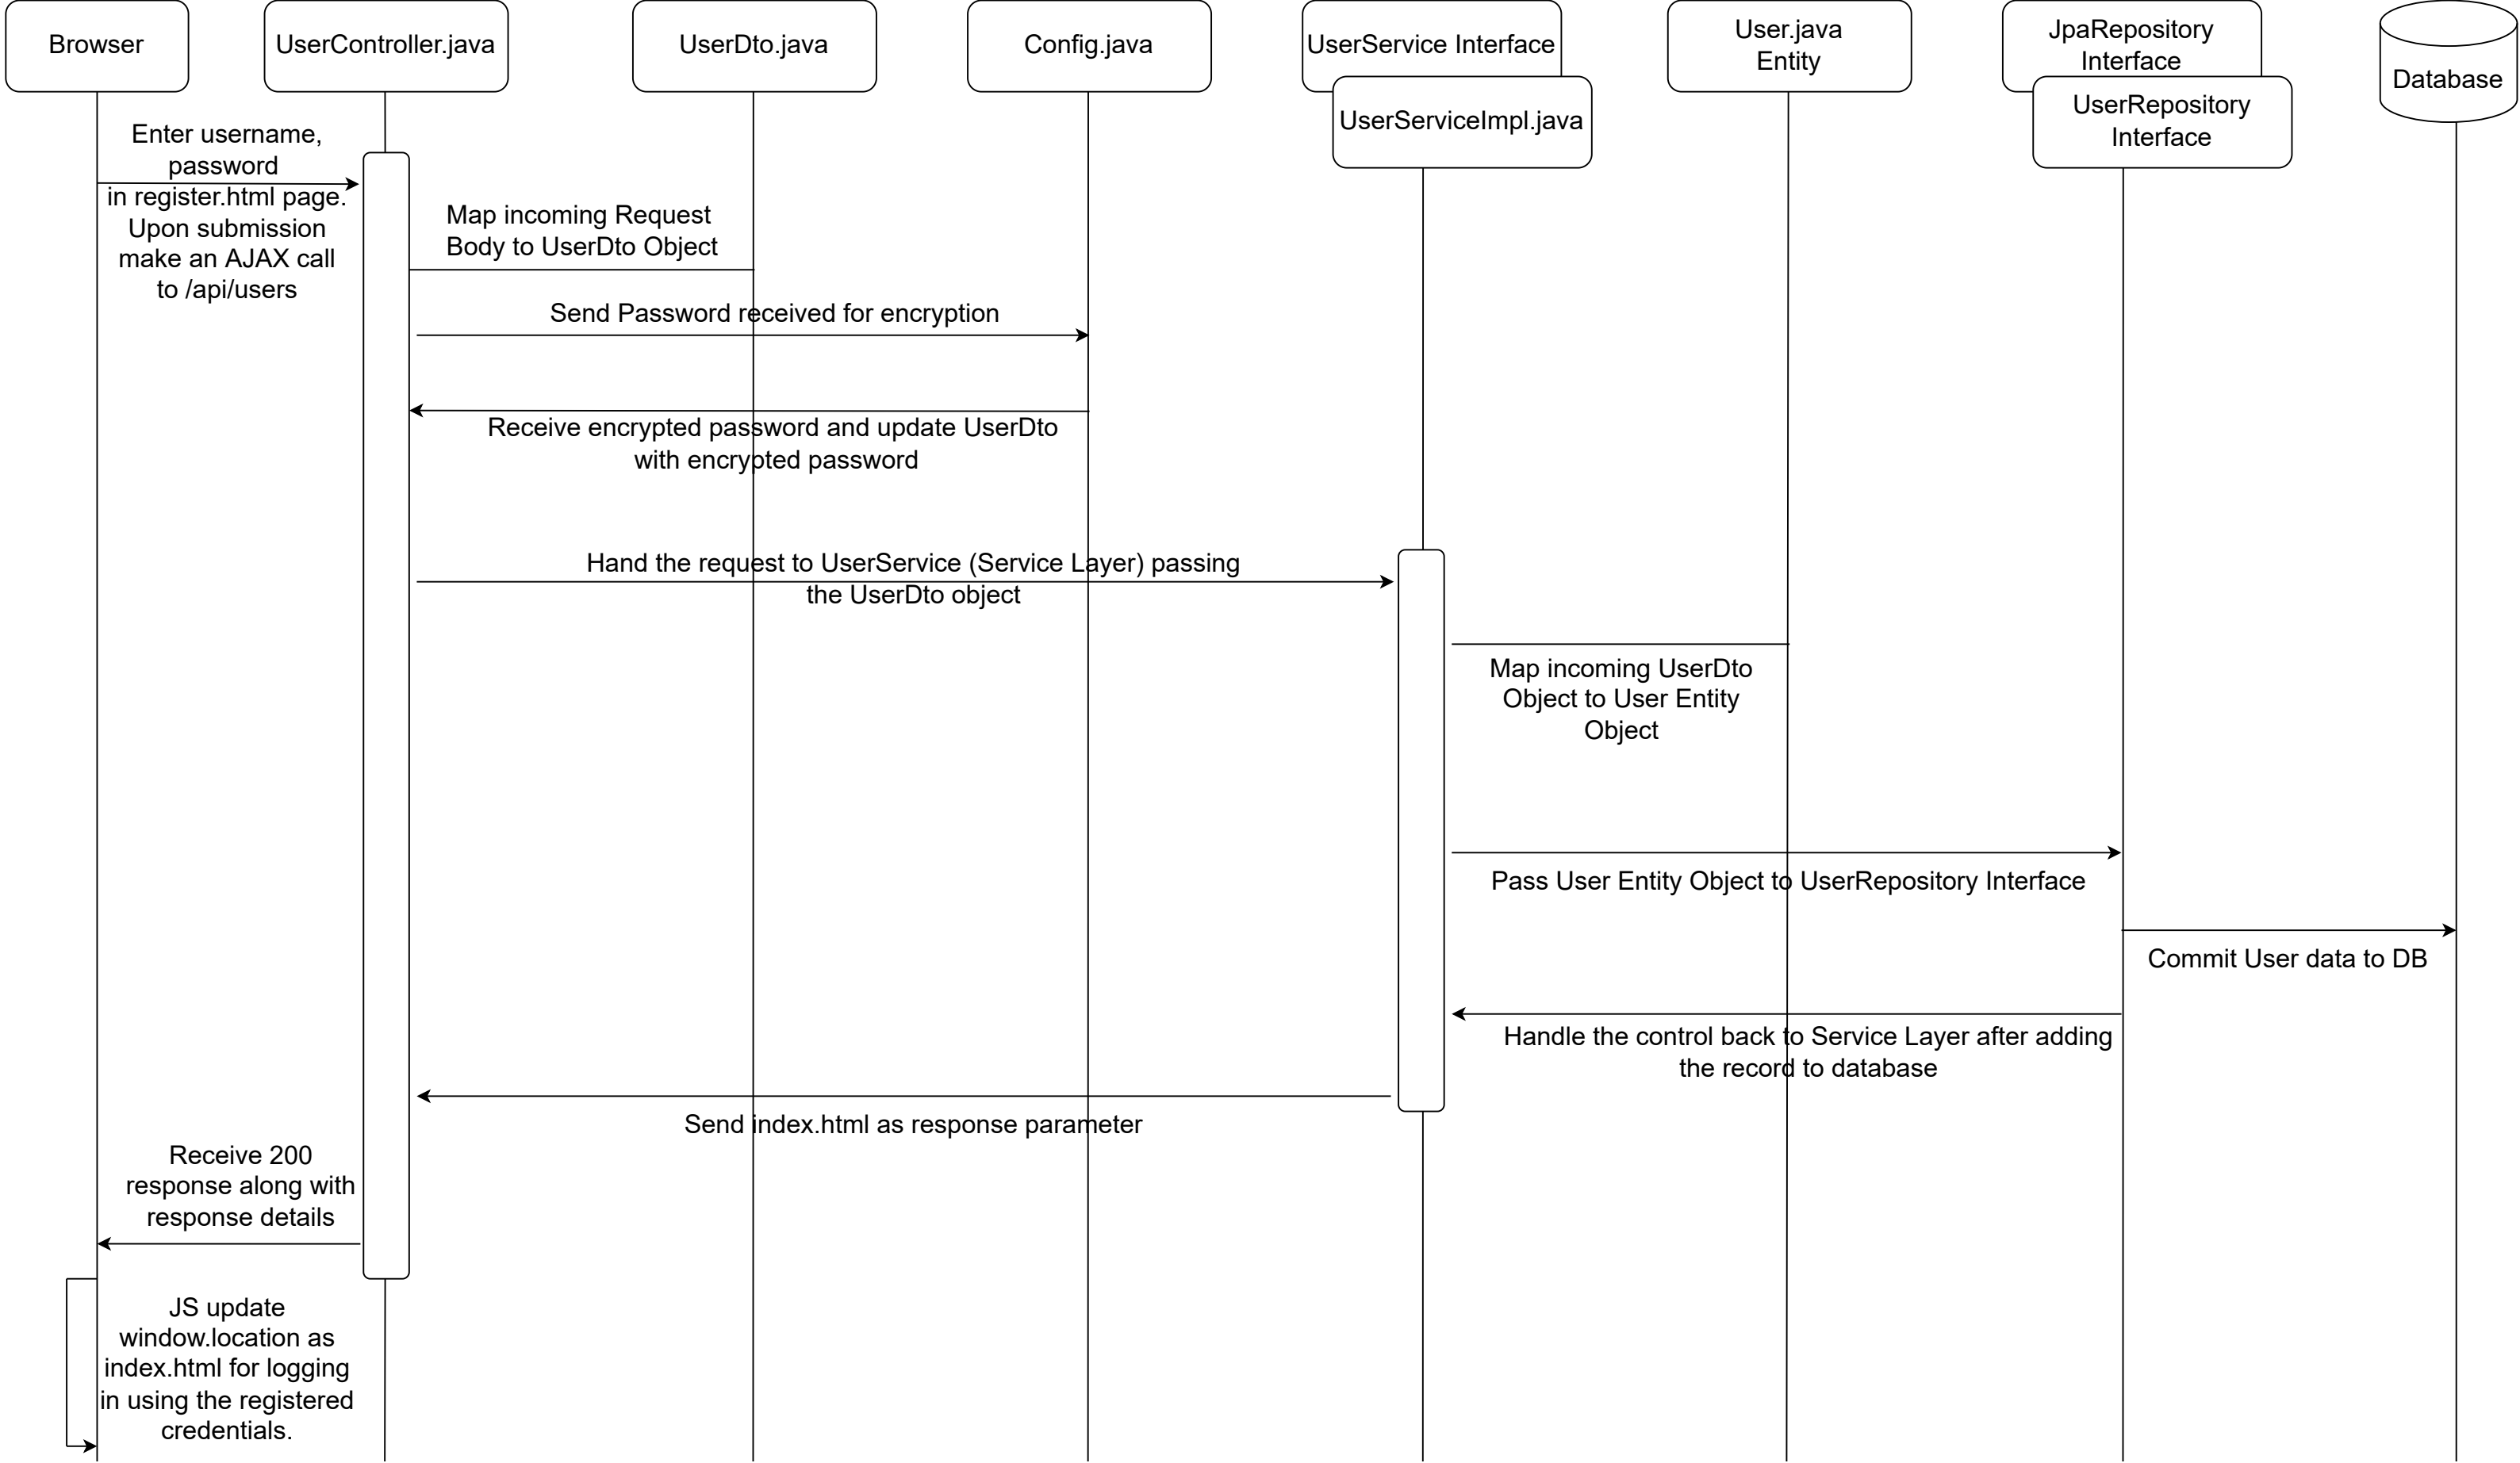 Browser
UserController.java
UserDto.java
Config.java
UserService Interface
UserServiceImpl.java
User.java
Entity
JpaRepository
Interface
UserRepository
Interface
Database
Enter username,
password
in register.html page.
Upon submission
make an AJAX call
to /api/users
Map incoming Request
Body to UserDto Object
Send Password received for encryption
Receive encrypted password and update UserDto
with encrypted password
Hand the request to UserService (Service Layer) passing
the UserDto object
Map incoming UserDto
Object to User Entity
Object
Pass User Entity Object to UserRepository Interface
Commit User data to DB
Handle the control back to Service Layer after adding
the record to database
Send index.html as response parameter
Receive 200
response along with
response details
JS update
window.location as
index.html for logging
in using the registered
credentials.